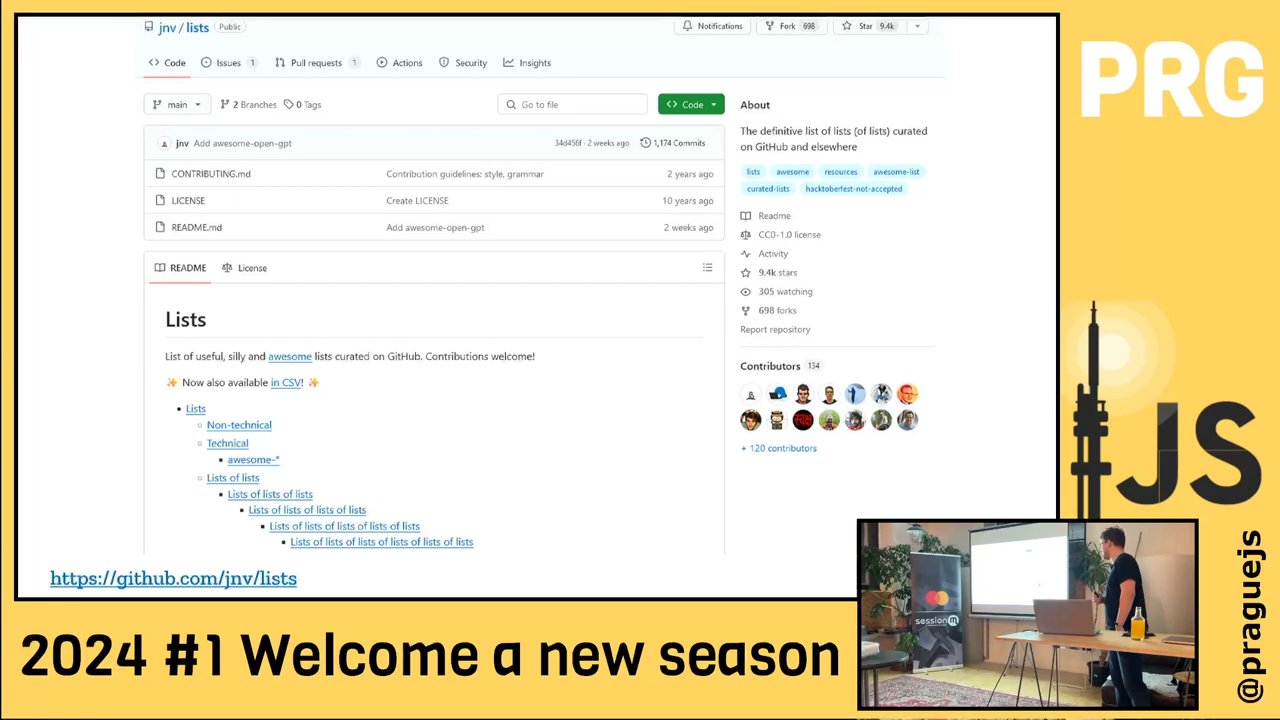 jnv / lists Public
Notifications Fork 698 Star 9.4k
Code Issues 1 Pull requests 1 Actions Security Insights
main 2 Branches 0 Tags Go to file Code
jnv Add awesome-open-gpt 34d456f · 2 weeks ago 1,174 Commits
CONTRIBUTING.md Contribution guidelines: style, grammar 2 years ago
LICENSE Create LICENSE 10 years ago
README.md Add awesome-open-gpt 2 weeks ago
README License
Lists
List of useful, silly and awesome lists curated on GitHub. Contributions welcome!
✨ Now also available in CSV! ✨
Lists
Non-technical
Technical
awesome-*
Lists of lists
Lists of lists of lists
Lists of lists of lists of lists
Lists of lists of lists of lists of lists
Lists of lists of lists of lists of lists of lists
About
The definitive list of lists (of lists) curated
on GitHub and elsewhere
lists awesome resources awesome-list
curated-lists hacktoberfest-not-accepted
Readme
CC0-1.0 license
Activity
9.4k stars
305 watching
698 forks
Report repository
Contributors 134
+ 120 contributors
https://github.com/jnv/lists
PRG
JS
@praguejs
session m
2024 #1 Welcome a new season